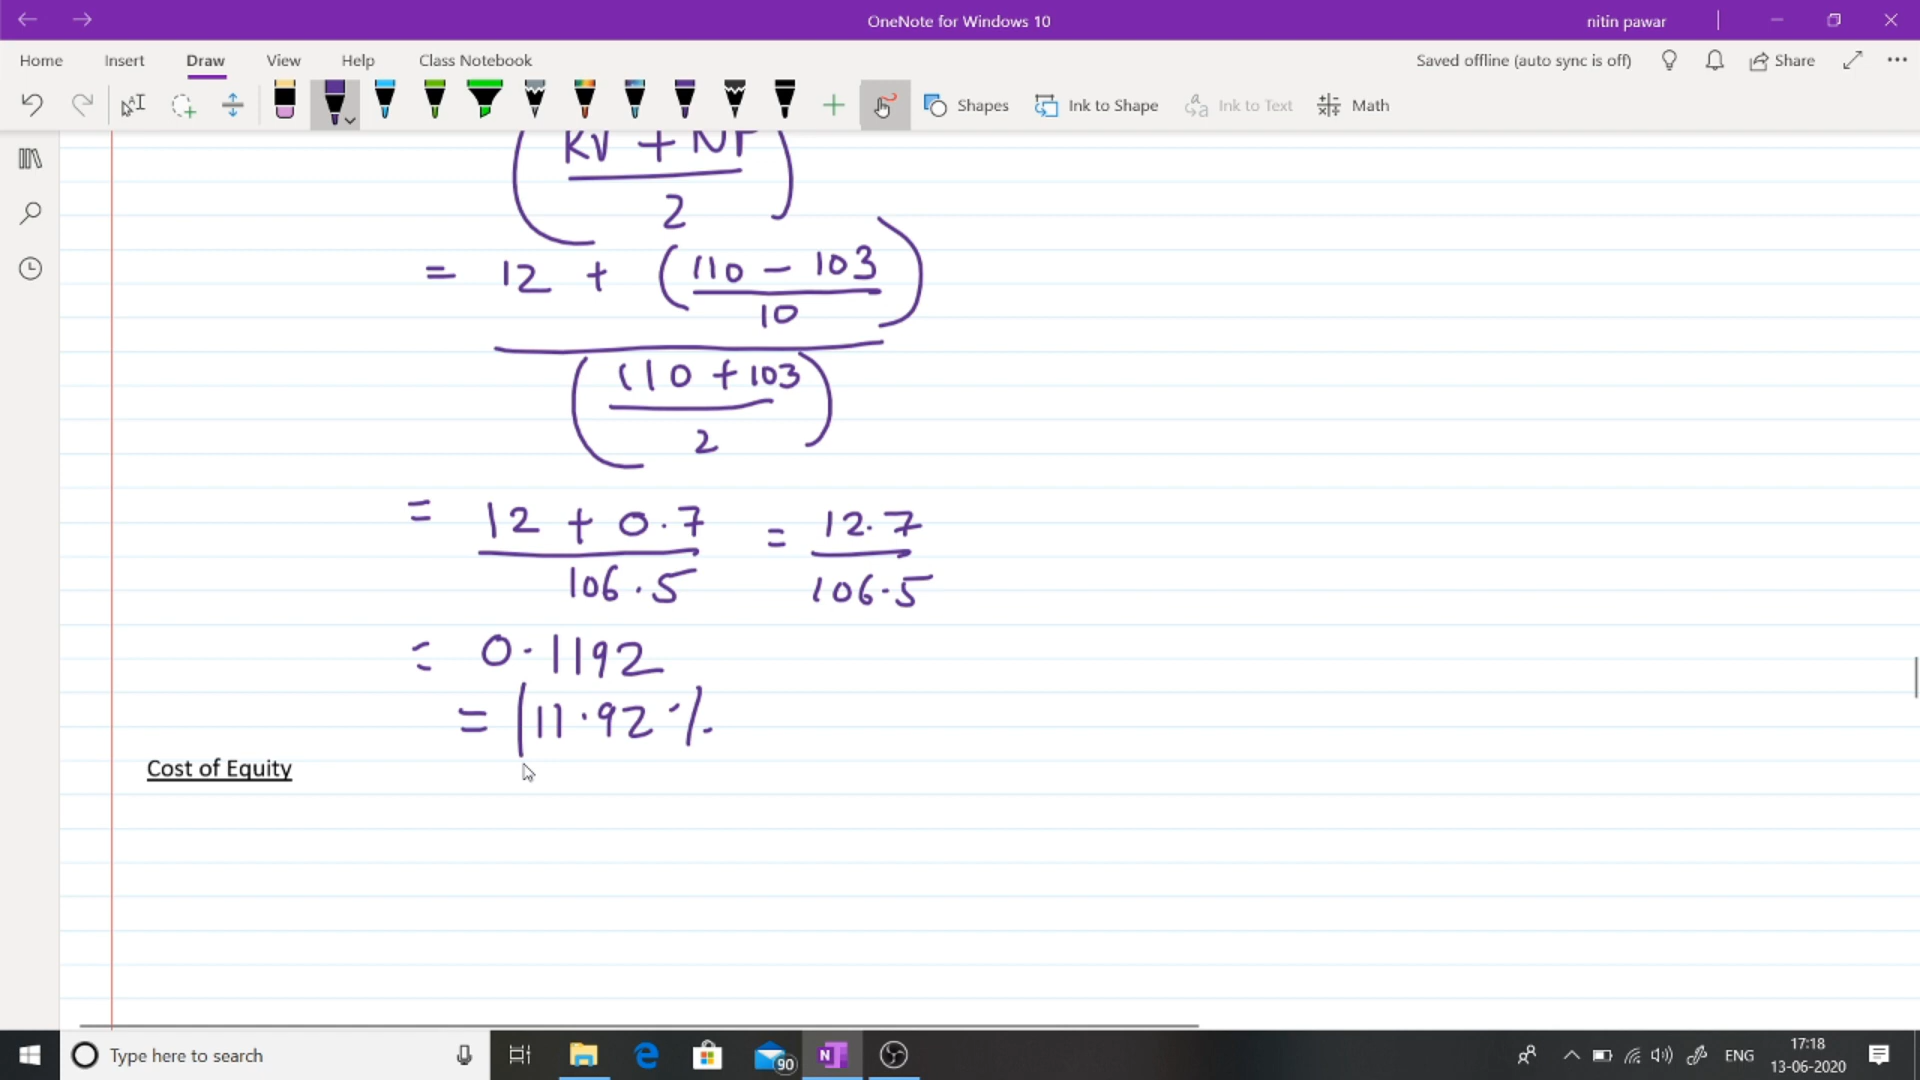 OneNote for Windows 10
nitin pawar
Home Insert Draw View Help Class Notebook
Saved offline (auto sync is off) Share
Shapes Ink to Shape Ink to Text Math
( RV + NP )
2
= 12 + ( 110 - 103 )
10
( 110 + 103 )
2
= 12 + 0.7 = 12.7
106.5 106.5
= 0.1192
= | 11.92 %
Cost of Equity
Type here to search
90
ENG
17:18
13-06-2020